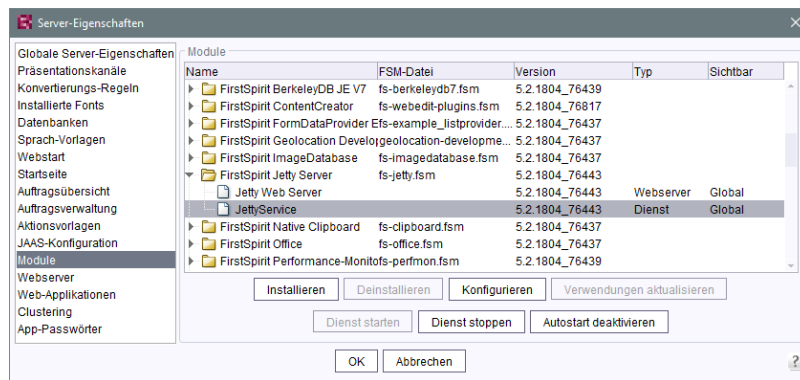 Server-Eigenschaften
Globale Server-Eigenschaften
Präsentationskanäle
Konvertierungs-Regeln
Installierte Fonts
Datenbanken
Sprach-Vorlagen
Webstart
Startseite
Auftragsübersicht
Auftragsverwaltung
Aktionsvorlagen
JAAS-Konfiguration
Module
Webserver
Web-Applikationen
Clustering
App-Passwörter
Module
Name FSM-Datei Version Typ Sichtbar
FirstSpirit BerkeleyDB JE V7 fs-berkeleydb7.fsm 5.2.1804_76439
FirstSpirit ContentCreator fs-webedit-plugins.fsm 5.2.1804_76817
FirstSpirit FormDataProvider E fs-example_listprovider.... 5.2.1804_76437
FirstSpirit Geolocation Develop geolocation-developme... 5.2.1804_76437
FirstSpirit ImageDatabase fs-imagedatabase.fsm 5.2.1804_76437
FirstSpirit Jetty Server fs-jetty.fsm 5.2.1804_76443
Jetty Web Server 5.2.1804_76443 Webserver Global
JettyService 5.2.1804_76443 Dienst Global
FirstSpirit Native Clipboard fs-clipboard.fsm 5.2.1804_76437
FirstSpirit Office fs-office.fsm 5.2.1804_76437
FirstSpirit Performance-Monito fs-perfmon.fsm 5.2.1804_76439
Installieren Deinstallieren Konfigurieren Verwendungen aktualisieren
Dienst starten Dienst stoppen Autostart deaktivieren
OK Abbrechen
?